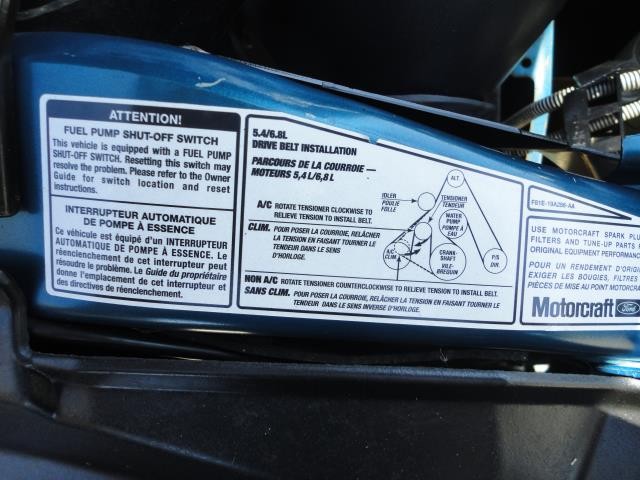 ATTENTION!
FUEL PUMP SHUT-OFF SWITCH
This vehicle is equipped with a FUEL PUMP
SHUT-OFF SWITCH. Resetting this switch may
resolve the problem. Please refer to the Owner
Guide for switch location and reset
instructions.
INTERRUPTEUR AUTOMATIQUE
DE POMPE À ESSENCE
Ce véhicule est équipé d'un INTERRUPTEUR
AUTOMATIQUE DE POMPE À ESSENCE. Le
réenclenchement de cet interrupteur peut
résoudre le problème. Le Guide du propriétaire
donne l'emplacement de cet interrupteur et
des directives de réenclenchement.
5.4/6.8L
DRIVE BELT INSTALLATION
PARCOURS DE LA COURROIE —
MOTEURS 5,4 L/6,8 L
A/C ROTATE TENSIONER CLOCKWISE TO
RELIEVE TENSION TO INSTALL BELT.
CLIM. POUR POSER LA COURROIE, RELÂCHER
LA TENSION EN FAISANT TOURNER LE
TENDEUR DANS LE SENS
D'HORLOGE.
NON A/C ROTATE TENSIONER COUNTERCLOCKWISE TO RELIEVE TENSION TO INSTALL BELT.
SANS CLIM. POUR POSER LA COURROIE, RELÂCHER LA TENSION EN FAISANT TOURNER LE
TENDEUR DANS LE SENS INVERSE D'HORLOGE.
ALT.
IDLER
POULIE
FOLLE
TENSIONER
TENDEUR
WATER
PUMP
POMPE À
EAU
A/C
CLIM
CRANK-
SHAFT
VILE-
BREQUIN
P/S
DIR.
F81E-19A286-AA
USE MOTORCRAFT SPARK PLU
FILTERS AND TUNE-UP PARTS F
ORIGINAL EQUIPMENT PERFORMANC
POUR UN RENDEMENT D'ORIGIN
EXIGER LES BOUGIES, FILTRES
PIÈCES DE MISE AU POINT MOTORCRA
Motorcraft Ford